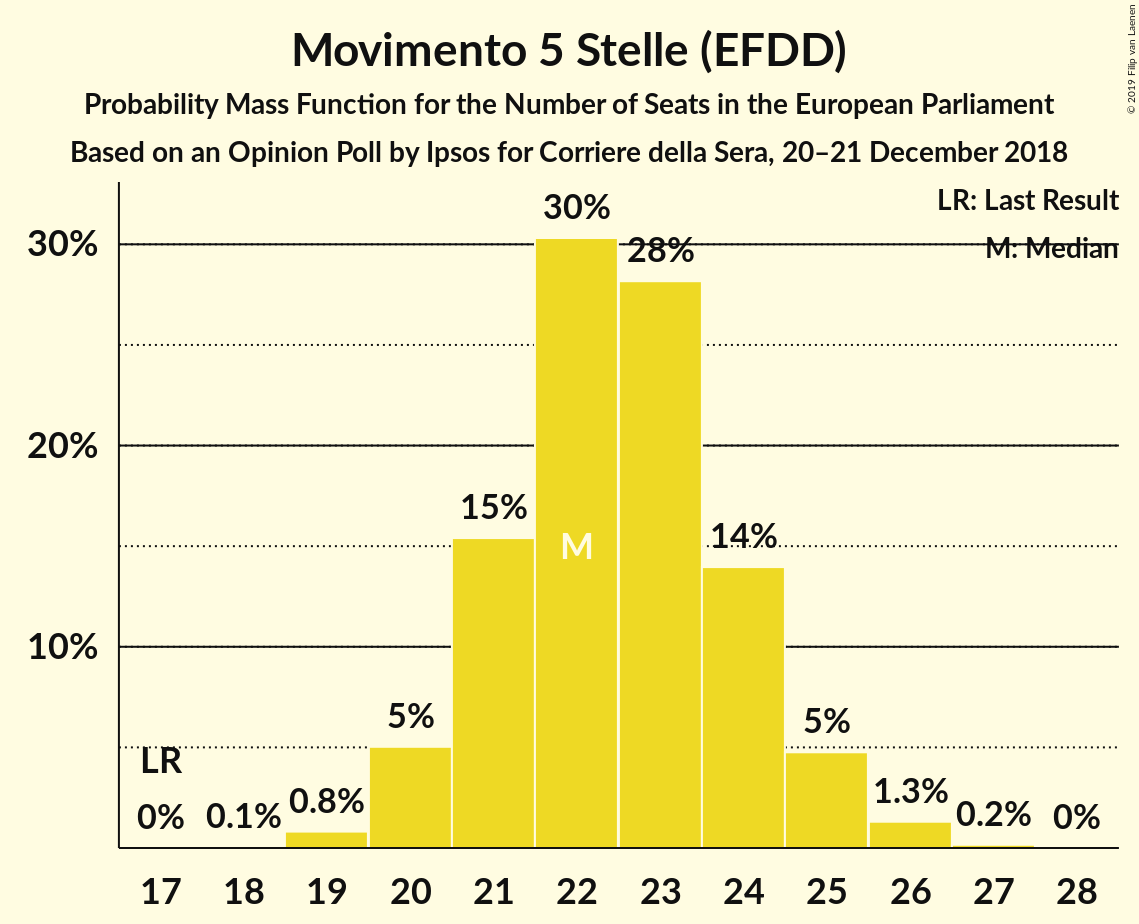 Movimento 5 Stelle (EFDD)
Probability Mass Function for the Number of Seats in the European Parliament
Based on an Opinion Poll by Ipsos for Corriere della Sera, 20–21 December 2018
© 2019 Filip van Laenen
LR: Last Result
M: Median
30%
20%
10%
LR
0%
0.1%
0.8%
5%
15%
30%
M
28%
14%
5%
1.3%
0.2%
0%
17 18 19 20 21 22 23 24 25 26 27 28